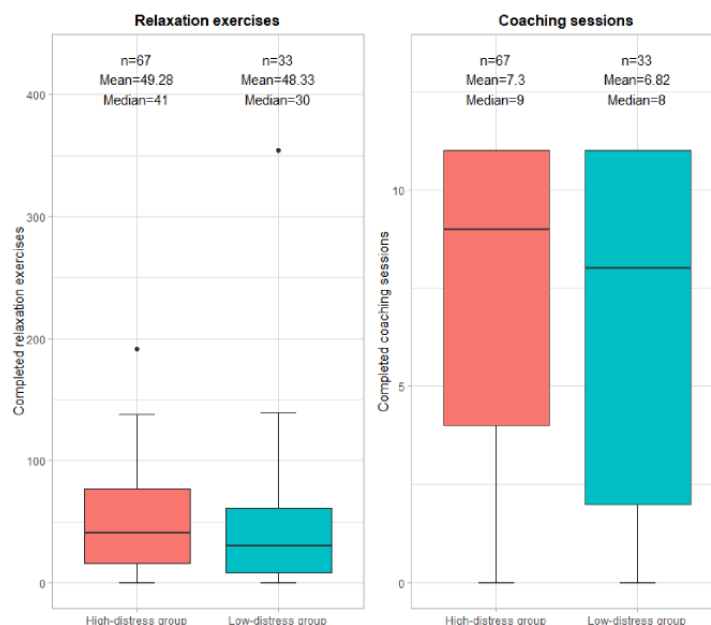 Relaxation exercises
n=67
Mean=49.28
Median=41
n=33
Mean=48.33
Median=30
400
300
200
100
0
Completed relaxation exercises
High-distress group
Low-distress group
Coaching sessions
n=67
Mean=7.3
Median=9
n=33
Mean=6.82
Median=8
10
5
0
Completed coaching sessions
High-distress group
Low-distress group